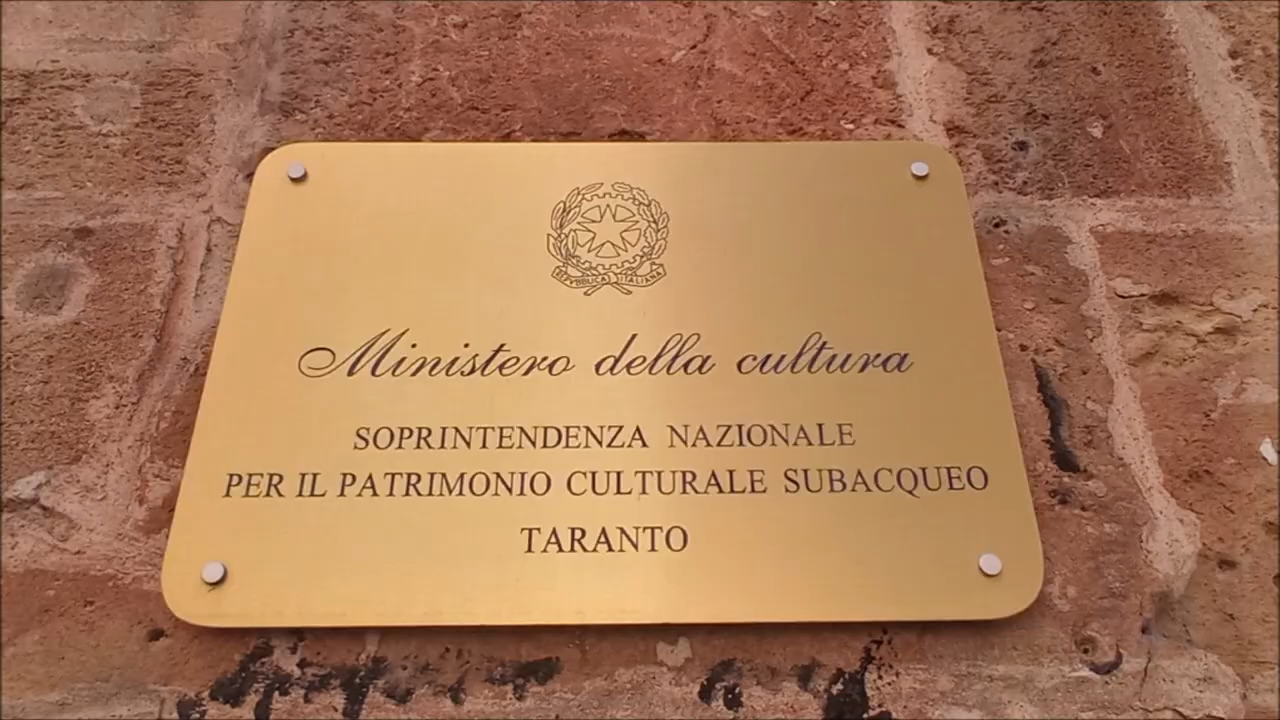 REPVBBLICA ITALIANA
Ministero della cultura
SOPRINTENDENZA NAZIONALE
PER IL PATRIMONIO CULTURALE SUBACQUEO
TARANTO